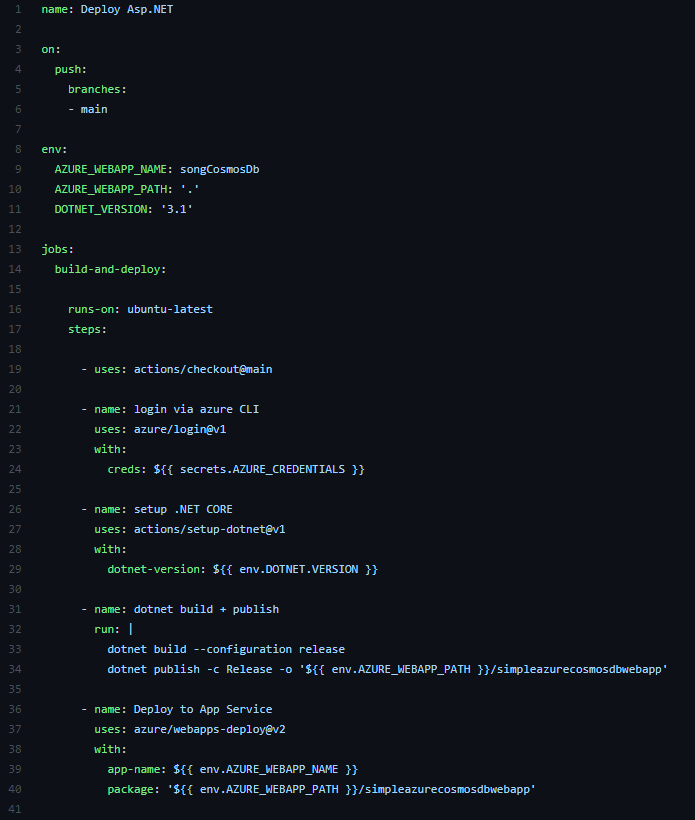 1 name: Deploy Asp.NET
2
3 on:
4   push:
5     branches:
6     - main
7
8 env:
9   AZURE_WEBAPP_NAME: songCosmosDb
10   AZURE_WEBAPP_PATH: '.'
11   DOTNET_VERSION: '3.1'
12
13 jobs:
14   build-and-deploy:
15
16     runs-on: ubuntu-latest
17     steps:
18
19       - uses: actions/checkout@main
20
21       - name: login via azure CLI
22         uses: azure/login@v1
23         with:
24           creds: ${{ secrets.AZURE_CREDENTIALS }}
25
26       - name: setup .NET CORE
27         uses: actions/setup-dotnet@v1
28         with:
29           dotnet-version: ${{ env.DOTNET.VERSION }}
30
31       - name: dotnet build + publish
32         run: |
33           dotnet build --configuration release
34           dotnet publish -c Release -o '${{ env.AZURE_WEBAPP_PATH }}/simpleazurecosmosdbwebapp'
35
36       - name: Deploy to App Service
37         uses: azure/webapps-deploy@v2
38         with:
39           app-name: ${{ env.AZURE_WEBAPP_NAME }}
40           package: '${{ env.AZURE_WEBAPP_PATH }}/simpleazurecosmosdbwebapp'
41